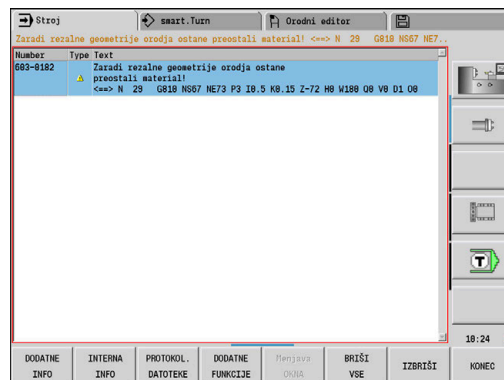 Stroj
smart.Turn
Orodni editor
Zaradi rezalne geometrije orodja ostane preostali material! <==> N 29 G810 NS67 NE7..
Number Type Text
603-0182 Zaradi rezalne geometrije orodja ostane
preostali material!
<==> N 29 G810 NS67 NE73 P3 I0.5 K0.15 Z-72 H0 W180 Q0 V0 D1 O0
T
10:24
DODATNE INFO
INTERNA INFO
PROTOKOL. DATOTEKE
DODATNE FUNKCIJE
Menjava OKNA
BRIŠI VSE
IZBRIŠI
KONEC